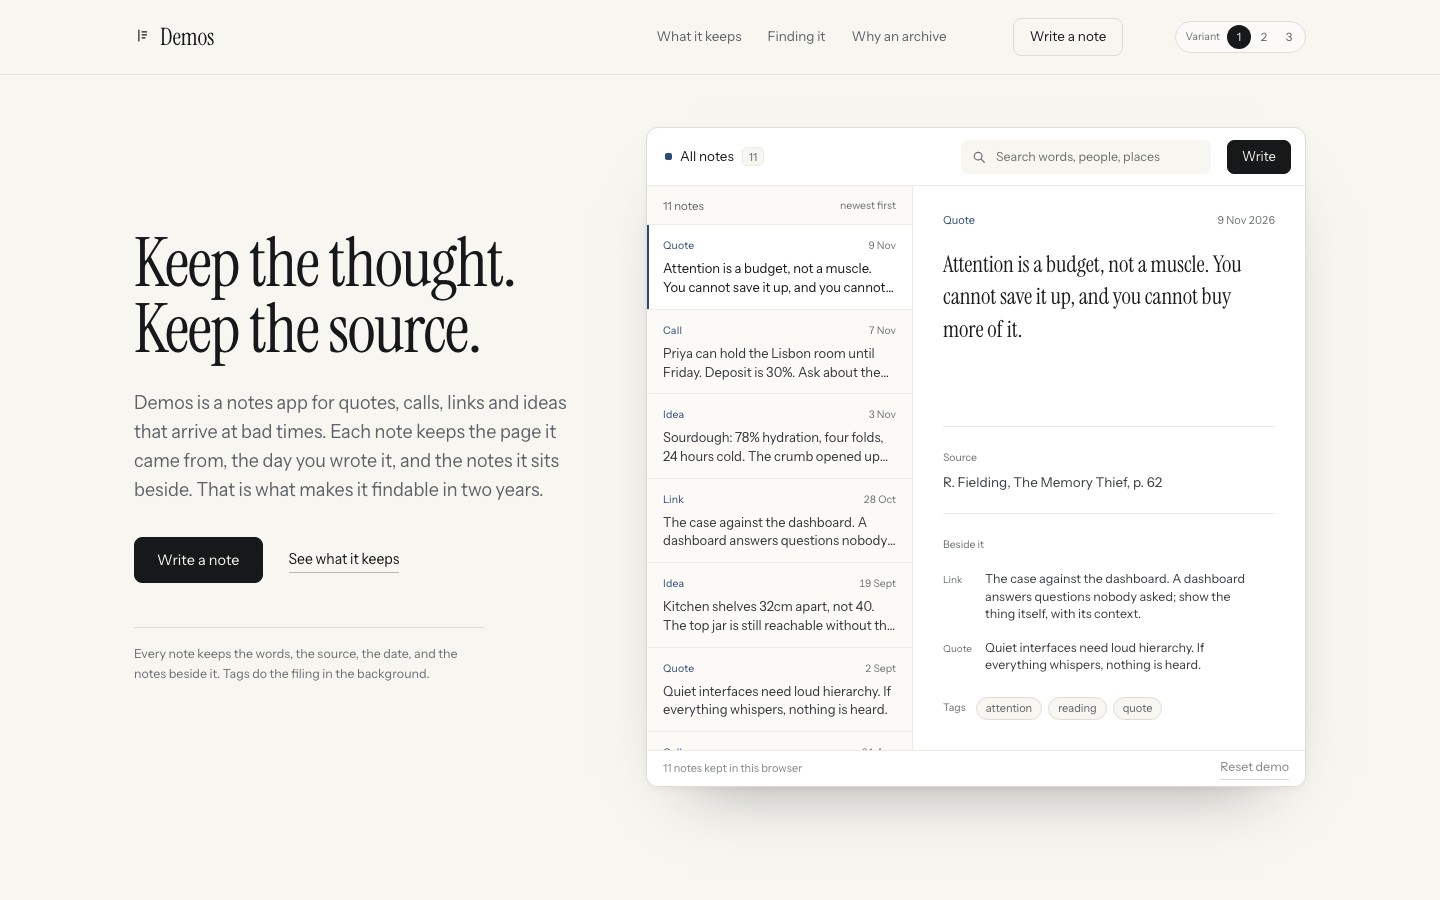 Demos
What it keeps
Finding it
Why an archive
Write a note
Variant 1 2 3
Keep the thought.
Keep the source.
Demos is a notes app for quotes, calls, links and ideas
that arrive at bad times. Each note keeps the page it
came from, the day you wrote it, and the notes it sits
beside. That is what makes it findable in two years.
Write a note
See what it keeps
Every note keeps the words, the source, the date, and the
notes beside it. Tags do the filing in the background.
All notes 11
Search words, people, places
Write
11 notes
newest first
Quote
9 Nov
Attention is a budget, not a muscle.
You cannot save it up, and you cannot...
Call
7 Nov
Priya can hold the Lisbon room until
Friday. Deposit is 30%. Ask about the...
Idea
3 Nov
Sourdough: 78% hydration, four folds,
24 hours cold. The crumb opened up...
Link
28 Oct
The case against the dashboard. A
dashboard answers questions nobody...
Idea
19 Sept
Kitchen shelves 32cm apart, not 40.
The top jar is still reachable without th...
Quote
2 Sept
Quiet interfaces need loud hierarchy. If
everything whispers, nothing is heard.
Quote
9 Nov 2026
Attention is a budget, not a muscle. You
cannot save it up, and you cannot buy
more of it.
Source
R. Fielding, The Memory Thief, p. 62
Beside it
Link
The case against the dashboard. A dashboard
answers questions nobody asked; show the
thing itself, with its context.
Quote
Quiet interfaces need loud hierarchy. If
everything whispers, nothing is heard.
Tags attention reading quote
11 notes kept in this browser
Reset demo